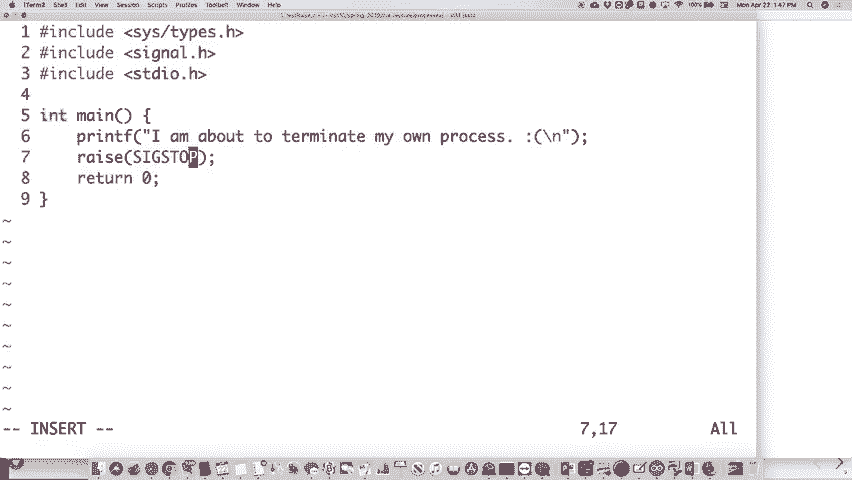 iTerm2 Shell Edit View Session Scripts Profiles Toolbelt Window Help 100% Mon Apr 22 1:47 PM
1 #include <sys/types.h>
2 #include <signal.h>
3 #include <stdio.h>
4
5 int main() {
6 printf("I am about to terminate my own process. :(\n");
7 raise(SIGSTOP);
8 return 0;
9 }
~
~
~
~
~
~
~
~
~
~
-- INSERT -- 7,17 All